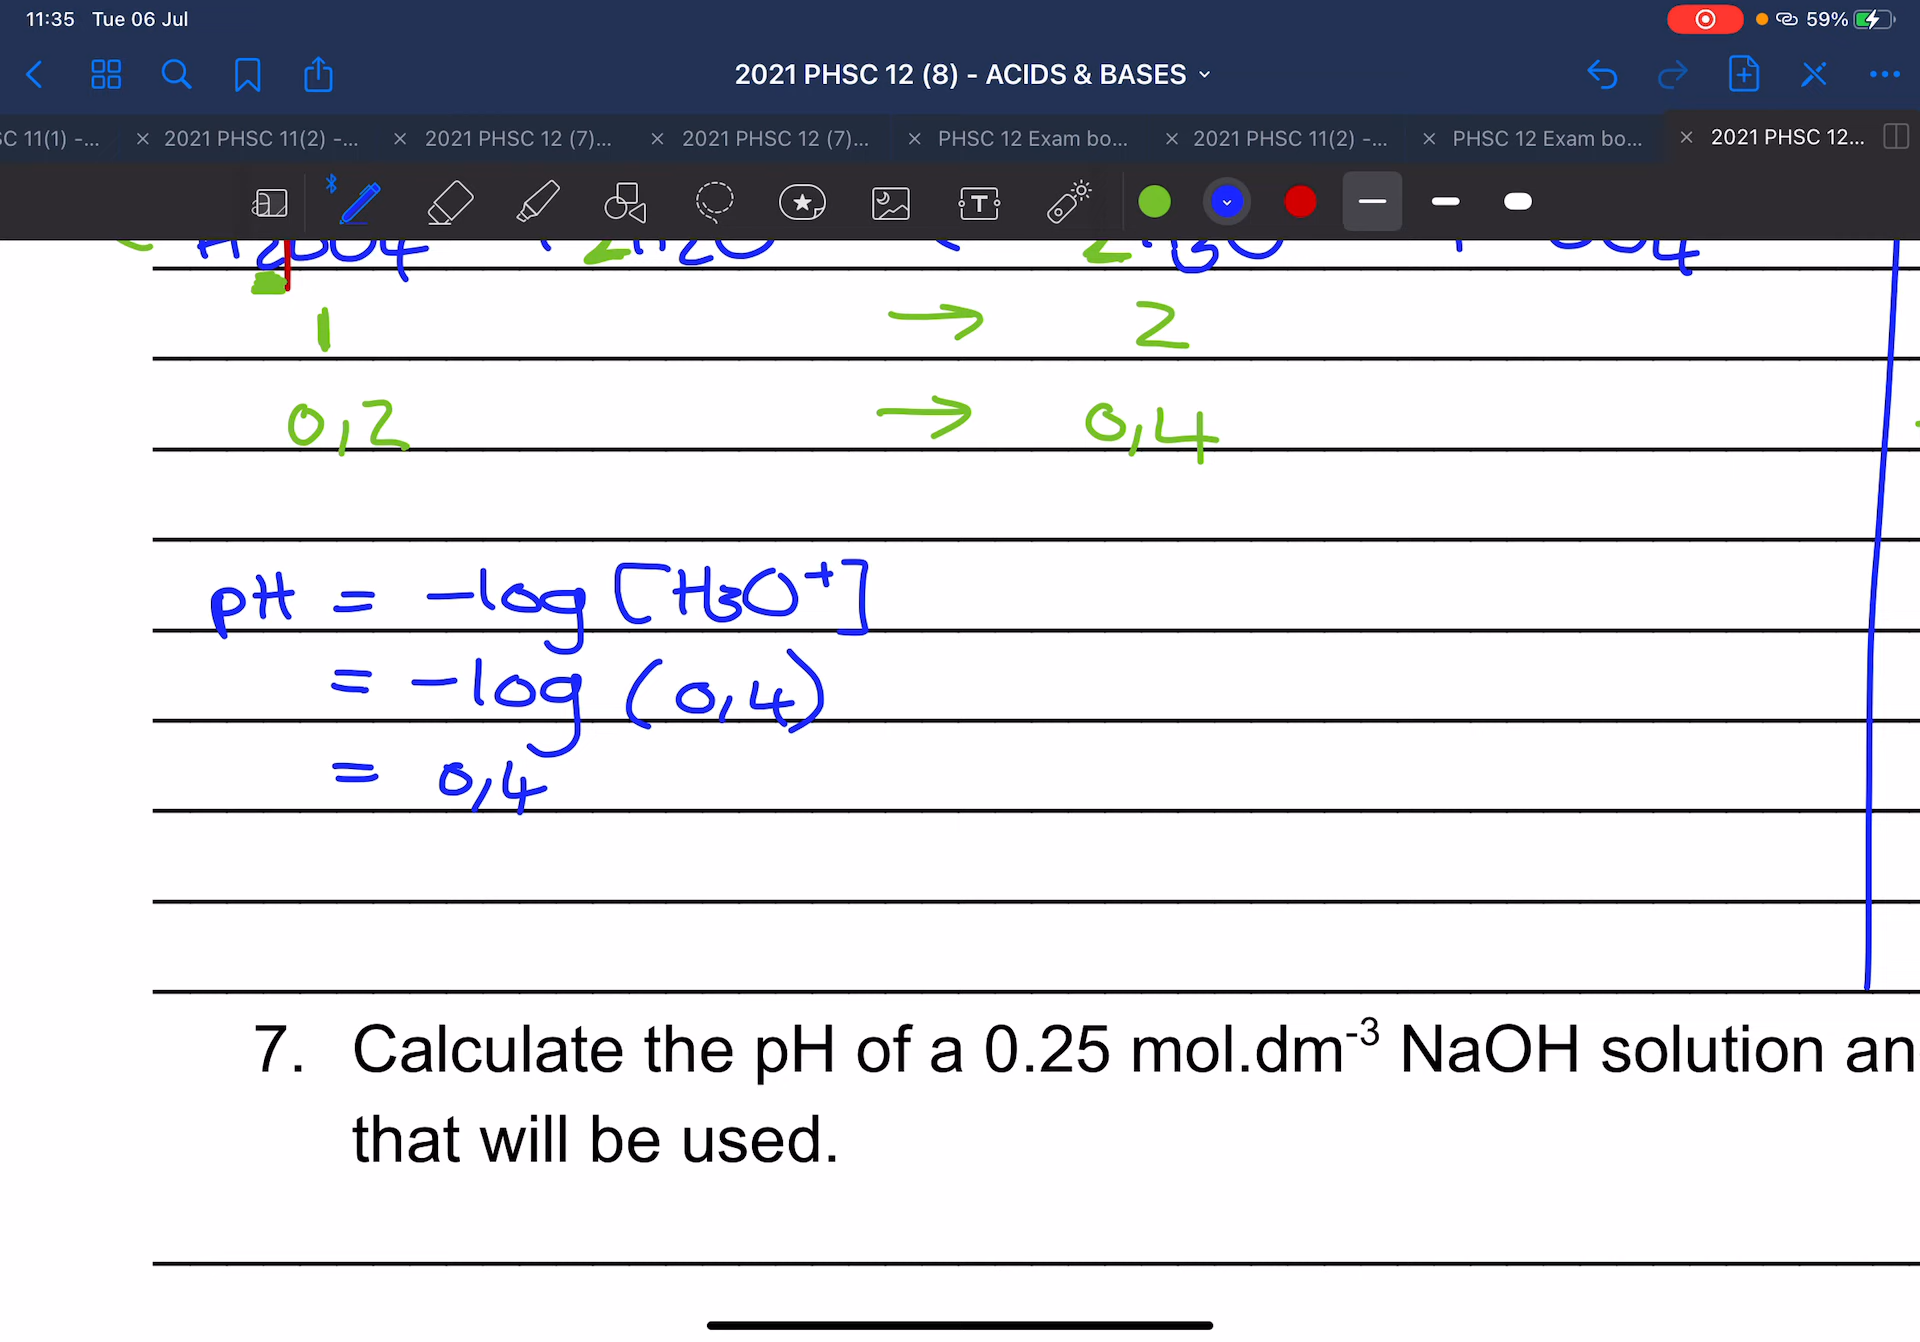 11:35 Tue 06 Jul 59%
2021 PHSC 12 (8) - ACIDS & BASES
SC 11(1) -... 2021 PHSC 11(2) -... 2021 PHSC 12 (7)... 2021 PHSC 12 (7)... PHSC 12 Exam bo... 2021 PHSC 11(2) -... PHSC 12 Exam bo... 2021 PHSC 12...
T
1 → 2
0,2 → 0,4
pH = -log [H3O+]
= -log (0,4)
= 0,4
7. Calculate the pH of a 0.25 mol.dm⁻³ NaOH solution an
that will be used.